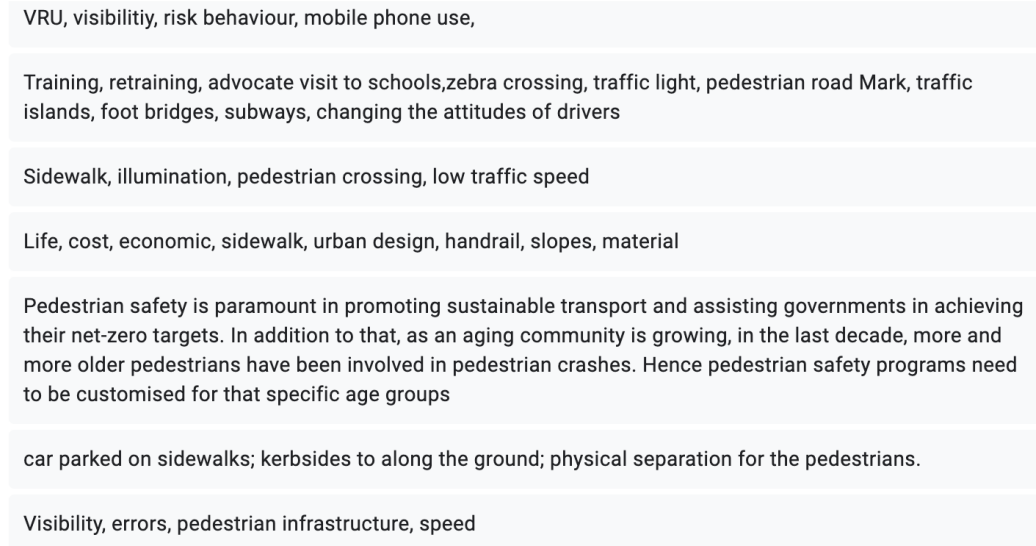 VRU, visibilitiy, risk behaviour, mobile phone use,
Training, retraining, advocate visit to schools,zebra crossing, traffic light, pedestrian road Mark, traffic
islands, foot bridges, subways, changing the attitudes of drivers
Sidewalk, illumination, pedestrian crossing, low traffic speed
Life, cost, economic, sidewalk, urban design, handrail, slopes, material
Pedestrian safety is paramount in promoting sustainable transport and assisting governments in achieving
their net-zero targets. In addition to that, as an aging community is growing, in the last decade, more and
more older pedestrians have been involved in pedestrian crashes. Hence pedestrian safety programs need
to be customised for that specific age groups
car parked on sidewalks; kerbsides to along the ground; physical separation for the pedestrians.
Visibility, errors, pedestrian infrastructure, speed